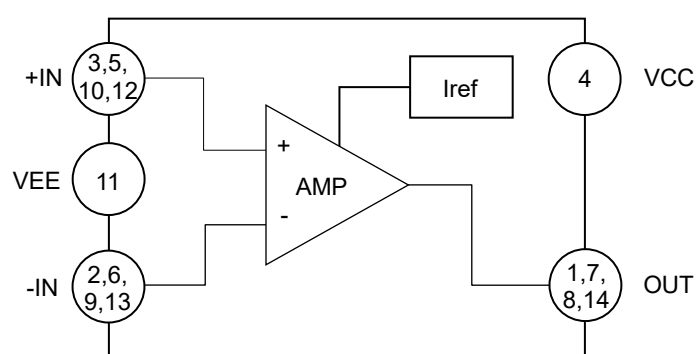 +IN
3,5,
10,12
Iref
4
VCC
+
VEE
11
AMP
-
-IN
2,6,
9,13
1,7,
8,14
OUT